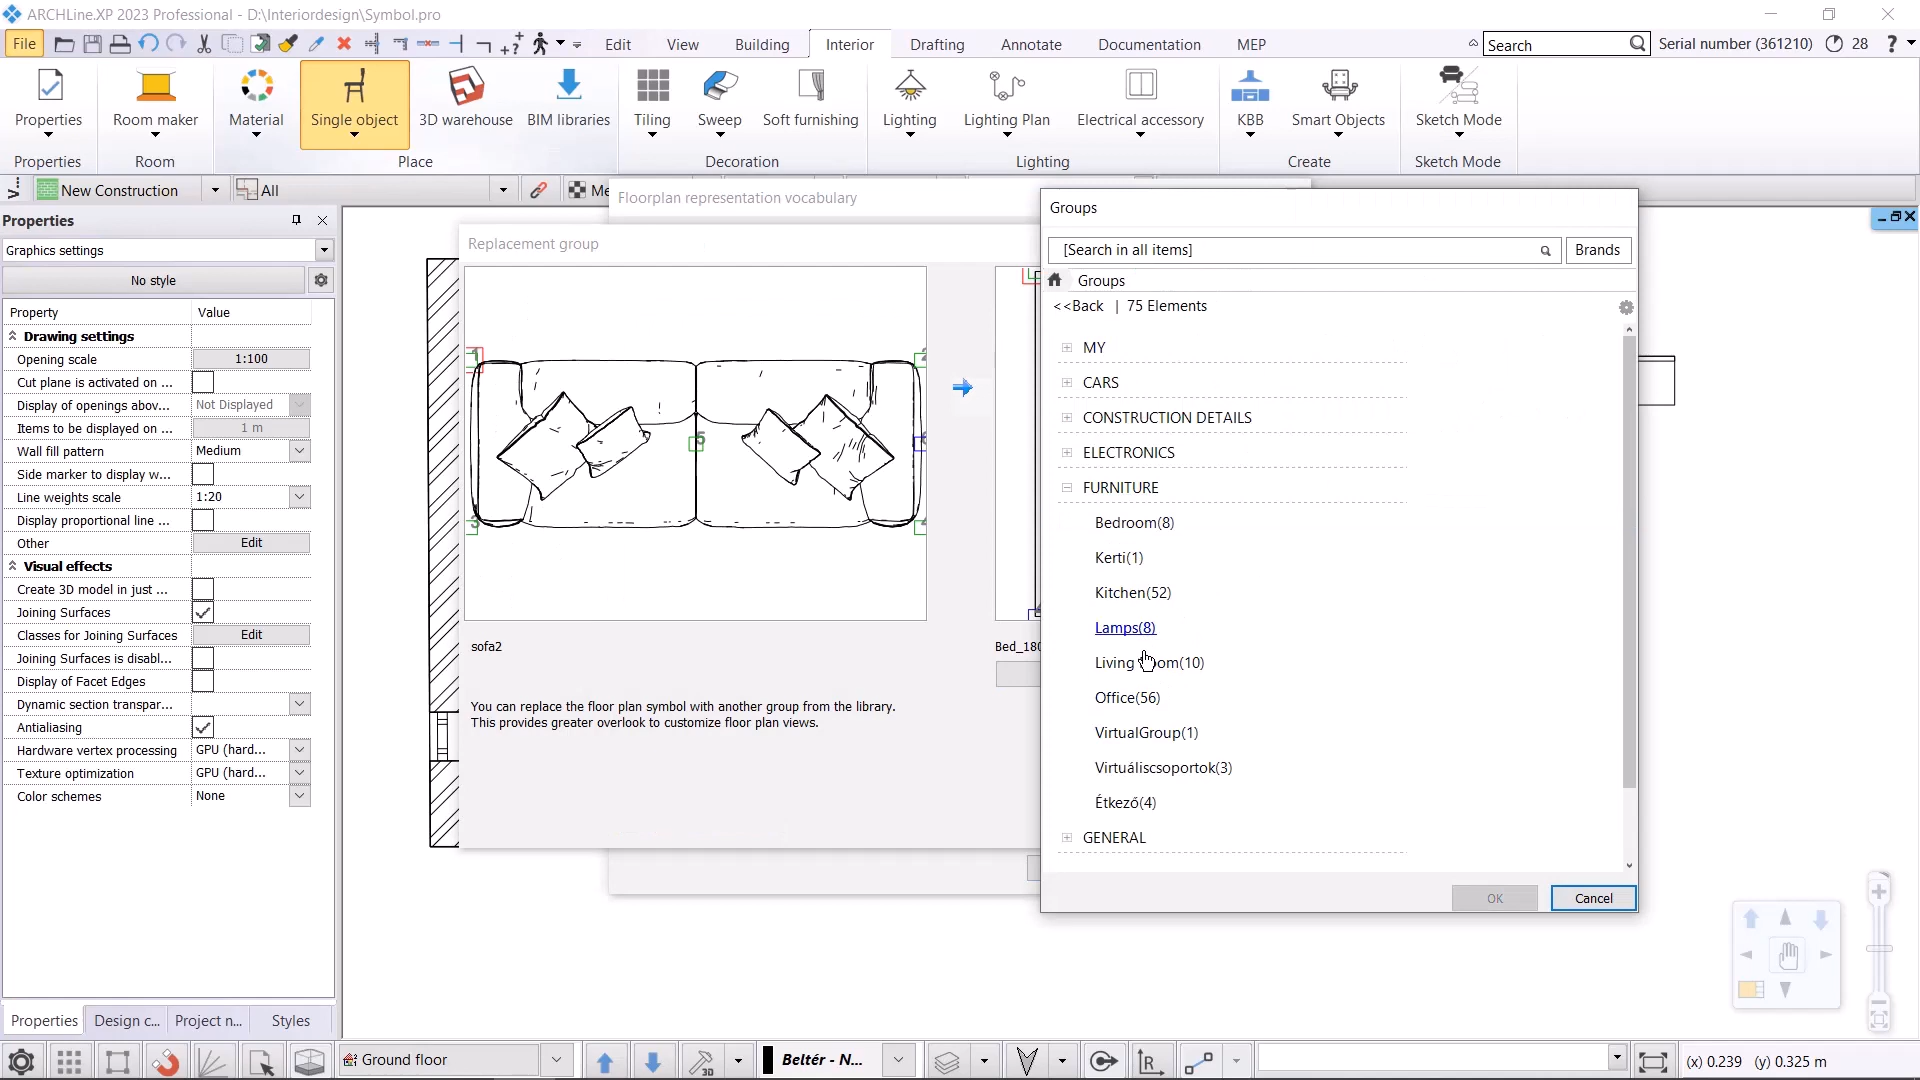 ARCHLine.XP 2023 Professional - D:\Interiordesign\Symbol.pro
File
Edit
View
Building
Interior
Drafting
Annotate
Documentation
MEP
Search
Serial number (361210)
28
?
Properties
Room maker
Material
Single object
3D warehouse
BIM libraries
Tiling
Sweep
Soft furnishing
Lighting
Lighting Plan
Electrical accessory
KBB
Smart Objects
Sketch Mode
Properties
Room
Place
Decoration
Lighting
Create
Sketch Mode
New Construction
All
Me
Properties
Graphics settings
No style
Property Value
Drawing settings
Opening scale 1:100
Cut plane is activated on ...
Display of openings abov... Not Displayed
Items to be displayed on ... 1 m
Wall fill pattern Medium
Side marker to display w...
Line weights scale 1:20
Display proportional line ...
Other Edit
Visual effects
Create 3D model in just ...
Joining Surfaces
Classes for Joining Surfaces Edit
Joining Surfaces is disabl...
Display of Facet Edges
Dynamic section transpar...
Antialiasing
Hardware vertex processing GPU (hard...
Texture optimization GPU (hard...
Color schemes None
Properties
Design c...
Project n...
Styles
Floorplan representation vocabulary
Replacement group
5
sofa2
Bed_180
You can replace the floor plan symbol with another group from the library.
This provides greater overlook to customize floor plan views.
Groups
[Search in all items]
Brands
Groups
<<Back | 75 Elements
MY
CARS
CONSTRUCTION DETAILS
ELECTRONICS
FURNITURE
Bedroom(8)
Kerti(1)
Kitchen(52)
Lamps(8)
Living oom(10)
Office(56)
VirtualGroup(1)
Virtuáliscsoportok(3)
Étkező(4)
GENERAL
OK
Cancel
Ground floor
3D
Beltér - N...
R
(x) 0.239 (y) 0.325 m